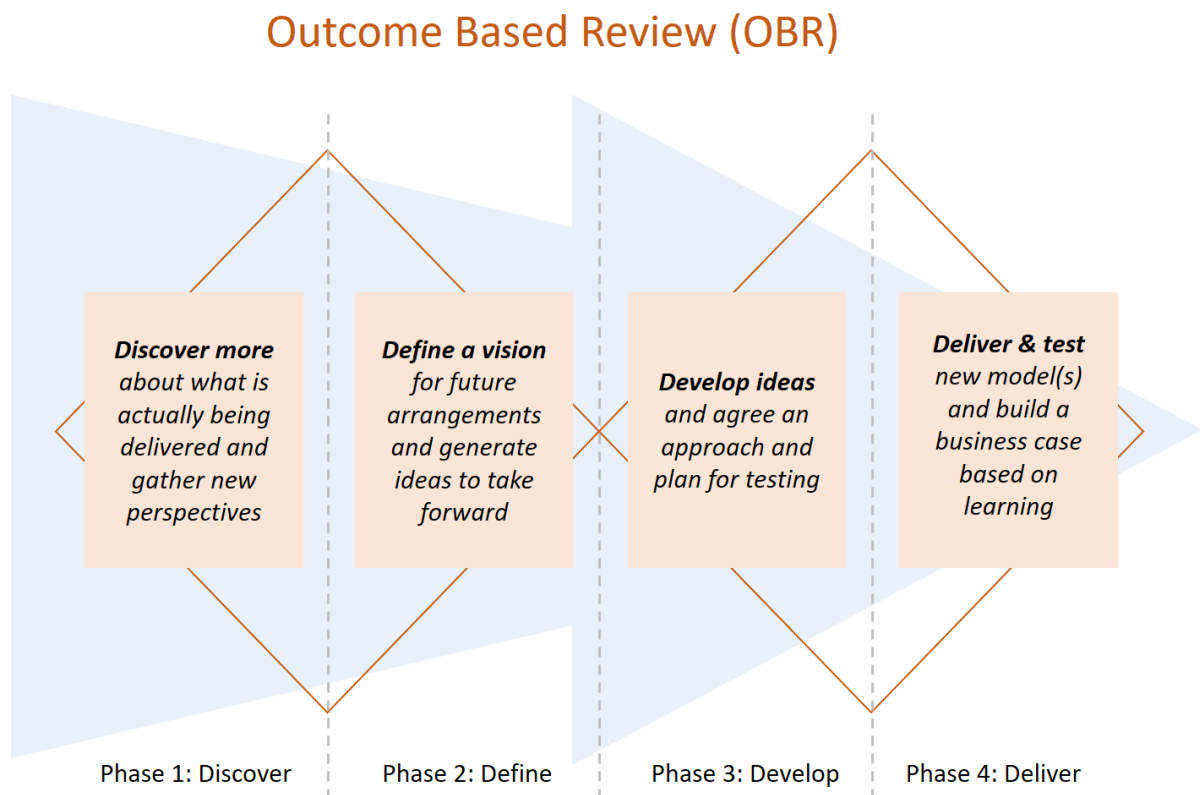 Outcome Based Review (OBR)
Discover more
about what is
actually being
delivered and
gather new
perspectives
Define a vision
for future
arrangements
and generate
ideas to take
forward
Develop ideas
and agree an
approach and
plan for testing
Deliver & test
new model(s)
and build a
business case
based on
learning
Phase 1: Discover
Phase 2: Define
Phase 3: Develop
Phase 4: Deliver